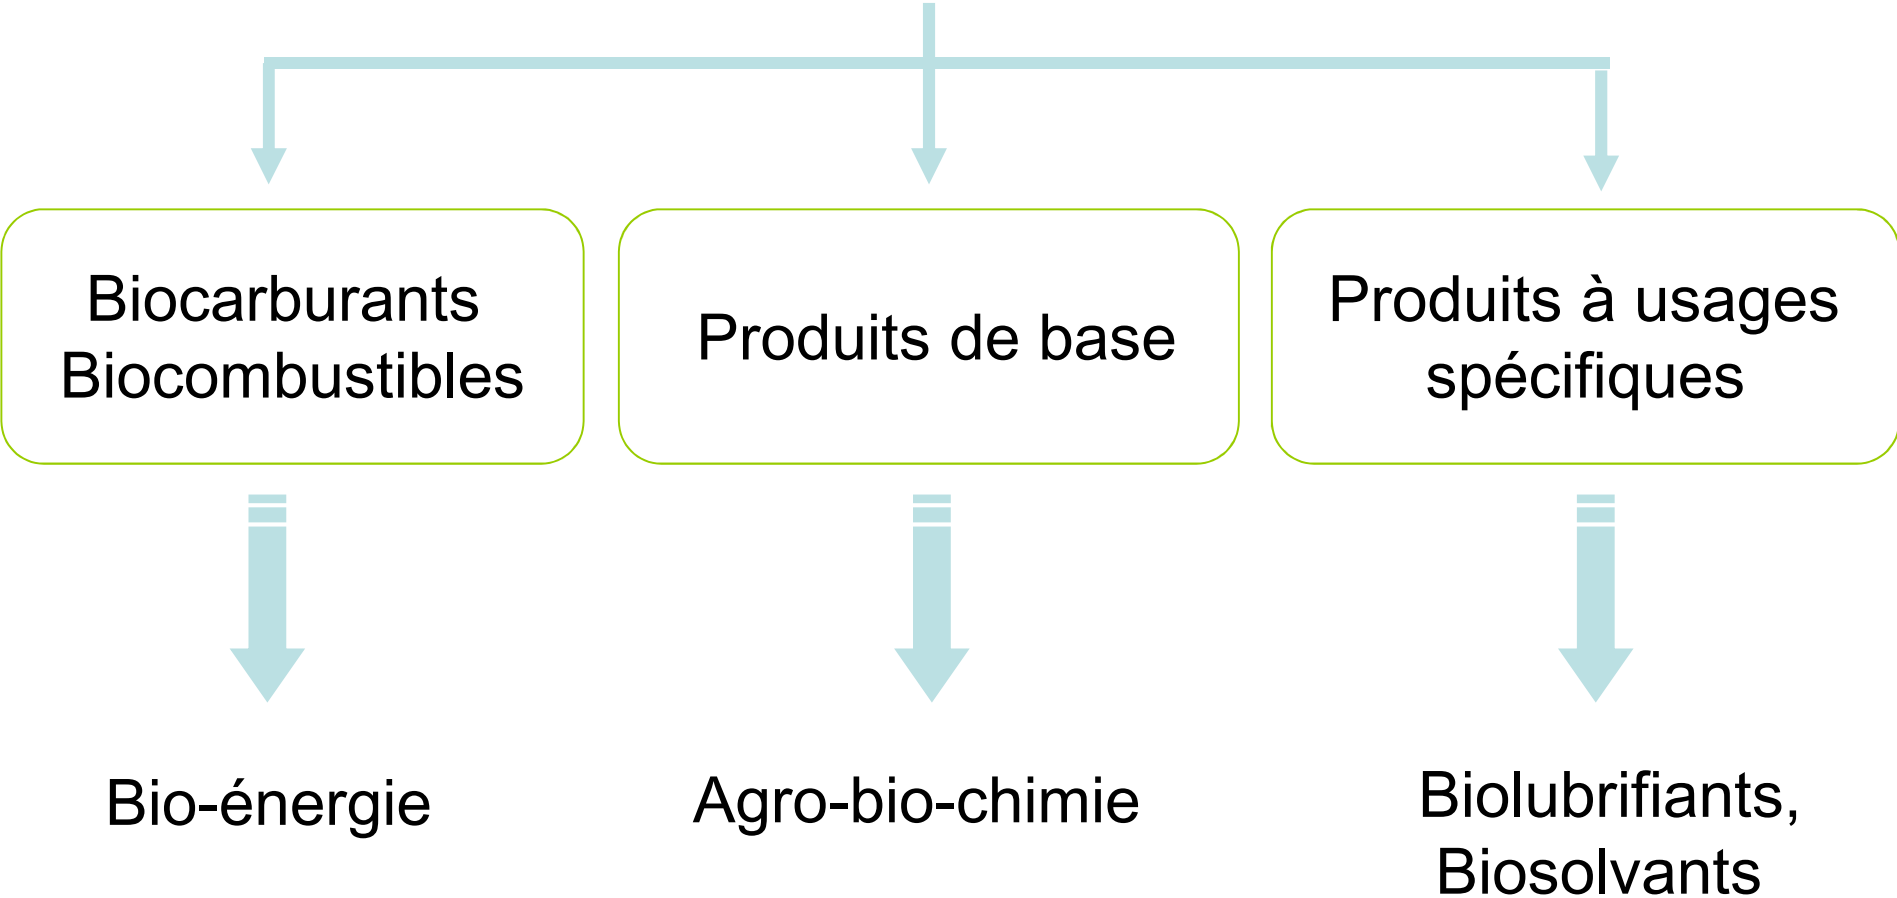 Biocarburants
Biocombustibles
Produits de base
Produits à usages
spécifiques
Bio-énergie
Agro-bio-chimie
Biolubrifiants,
Biosolvants